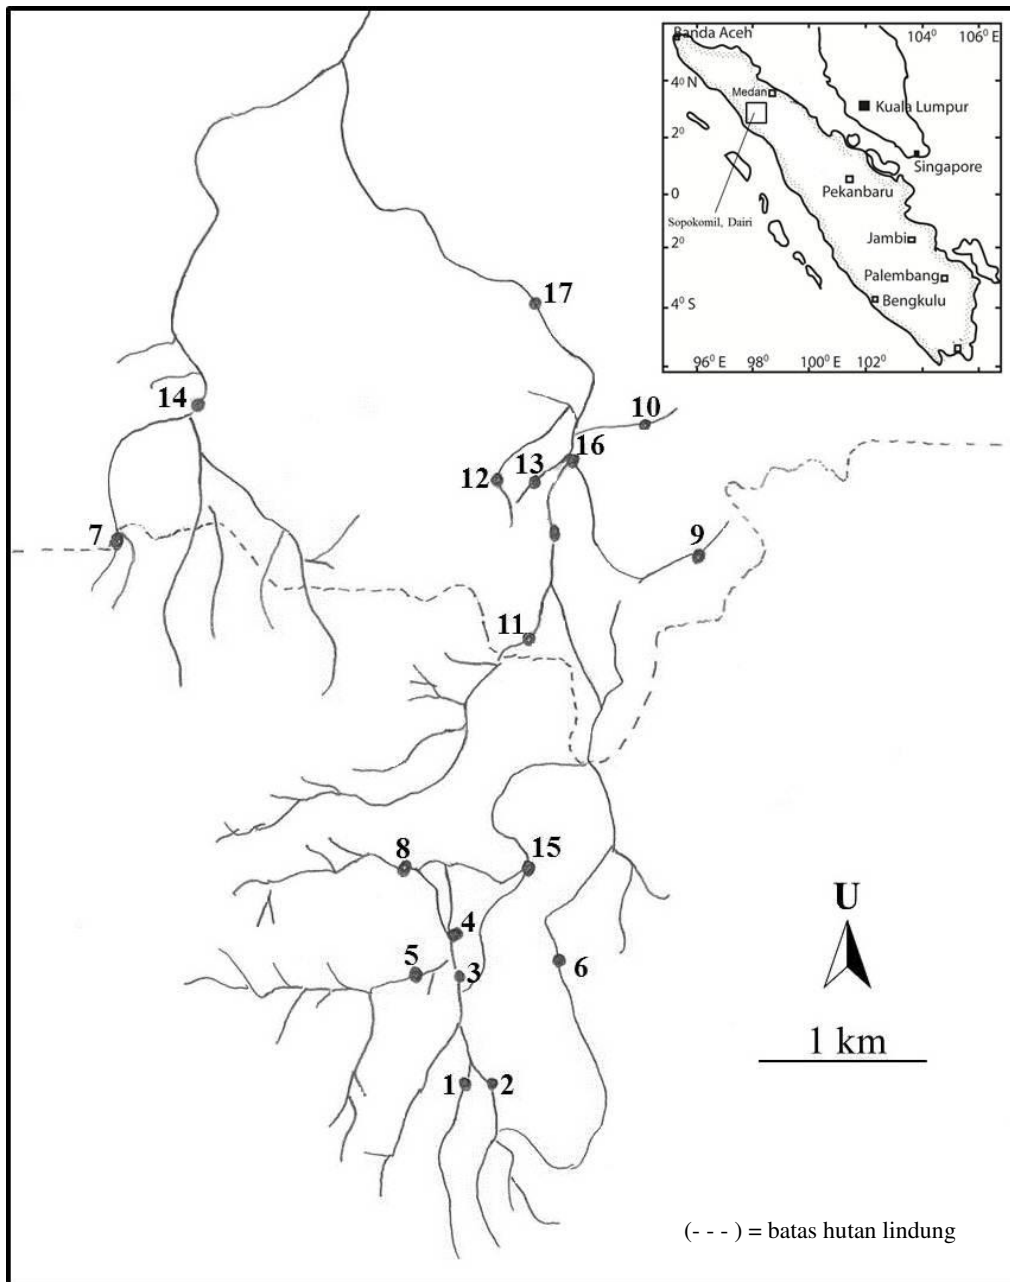 Banda Aceh
104⁰
106⁰ E
4⁰ N
Medan
Kuala Lumpur
2⁰
Singapore
0
Pekanbaru
Sopokomil, Dairi
2⁰
Jambi
Palembang
4⁰ S
Bengkulu
96⁰ E
98⁰
100⁰ E
102⁰
17
14
10
16
12
13
7
9
11
8
15
4
5
3
6
U
1 km
1
2
(- - - ) = batas hutan lindung